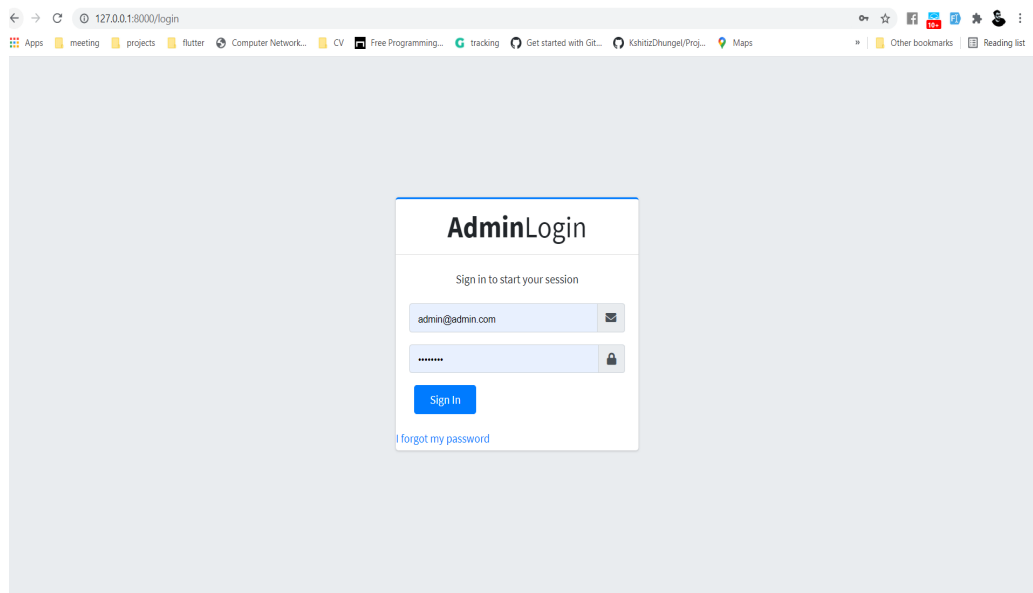 127.0.0.1:8000/login
10+
Apps meeting projects flutter Computer Network... CV Free Programming... tracking Get started with Git... KshitizDhungel/Proj... Maps » Other bookmarks Reading list
AdminLogin
Sign in to start your session
admin@admin.com
••••••••
Sign In
I forgot my password